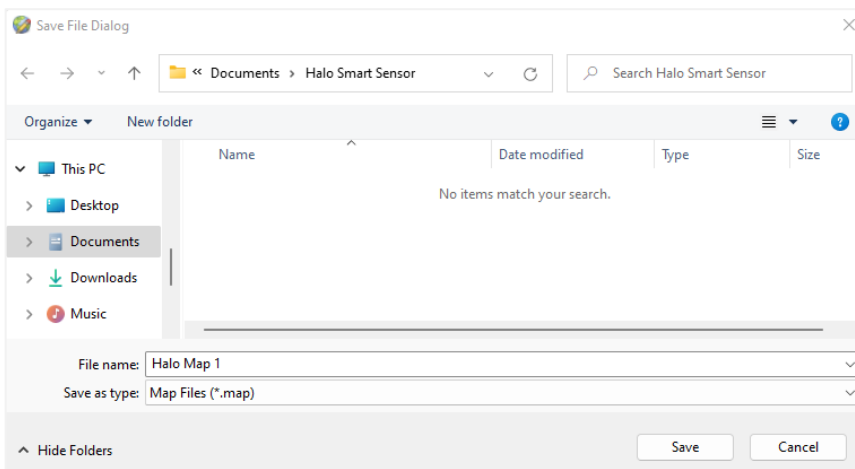 Save File Dialog
« Documents > Halo Smart Sensor
Search Halo Smart Sensor
Organize
New folder
Name
Date modified
Type
Size
No items match your search.
This PC
Desktop
Documents
Downloads
Music
File name: Halo Map 1
Save as type: Map Files (*.map)
Hide Folders
Save
Cancel